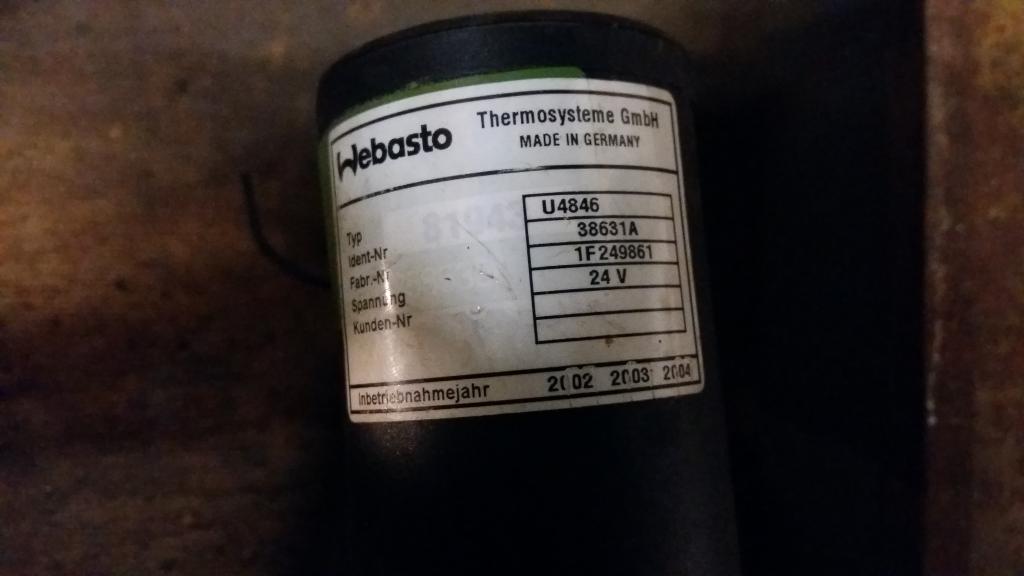 Webasto
Thermosysteme GmbH
MADE IN GERMANY
Typ U4846
Ident-Nr 38631A
Fabr.-Nr 1F249861
Spannung 24 V
Kunden-Nr
Inbetriebnahmejahr 2002 2003 2004